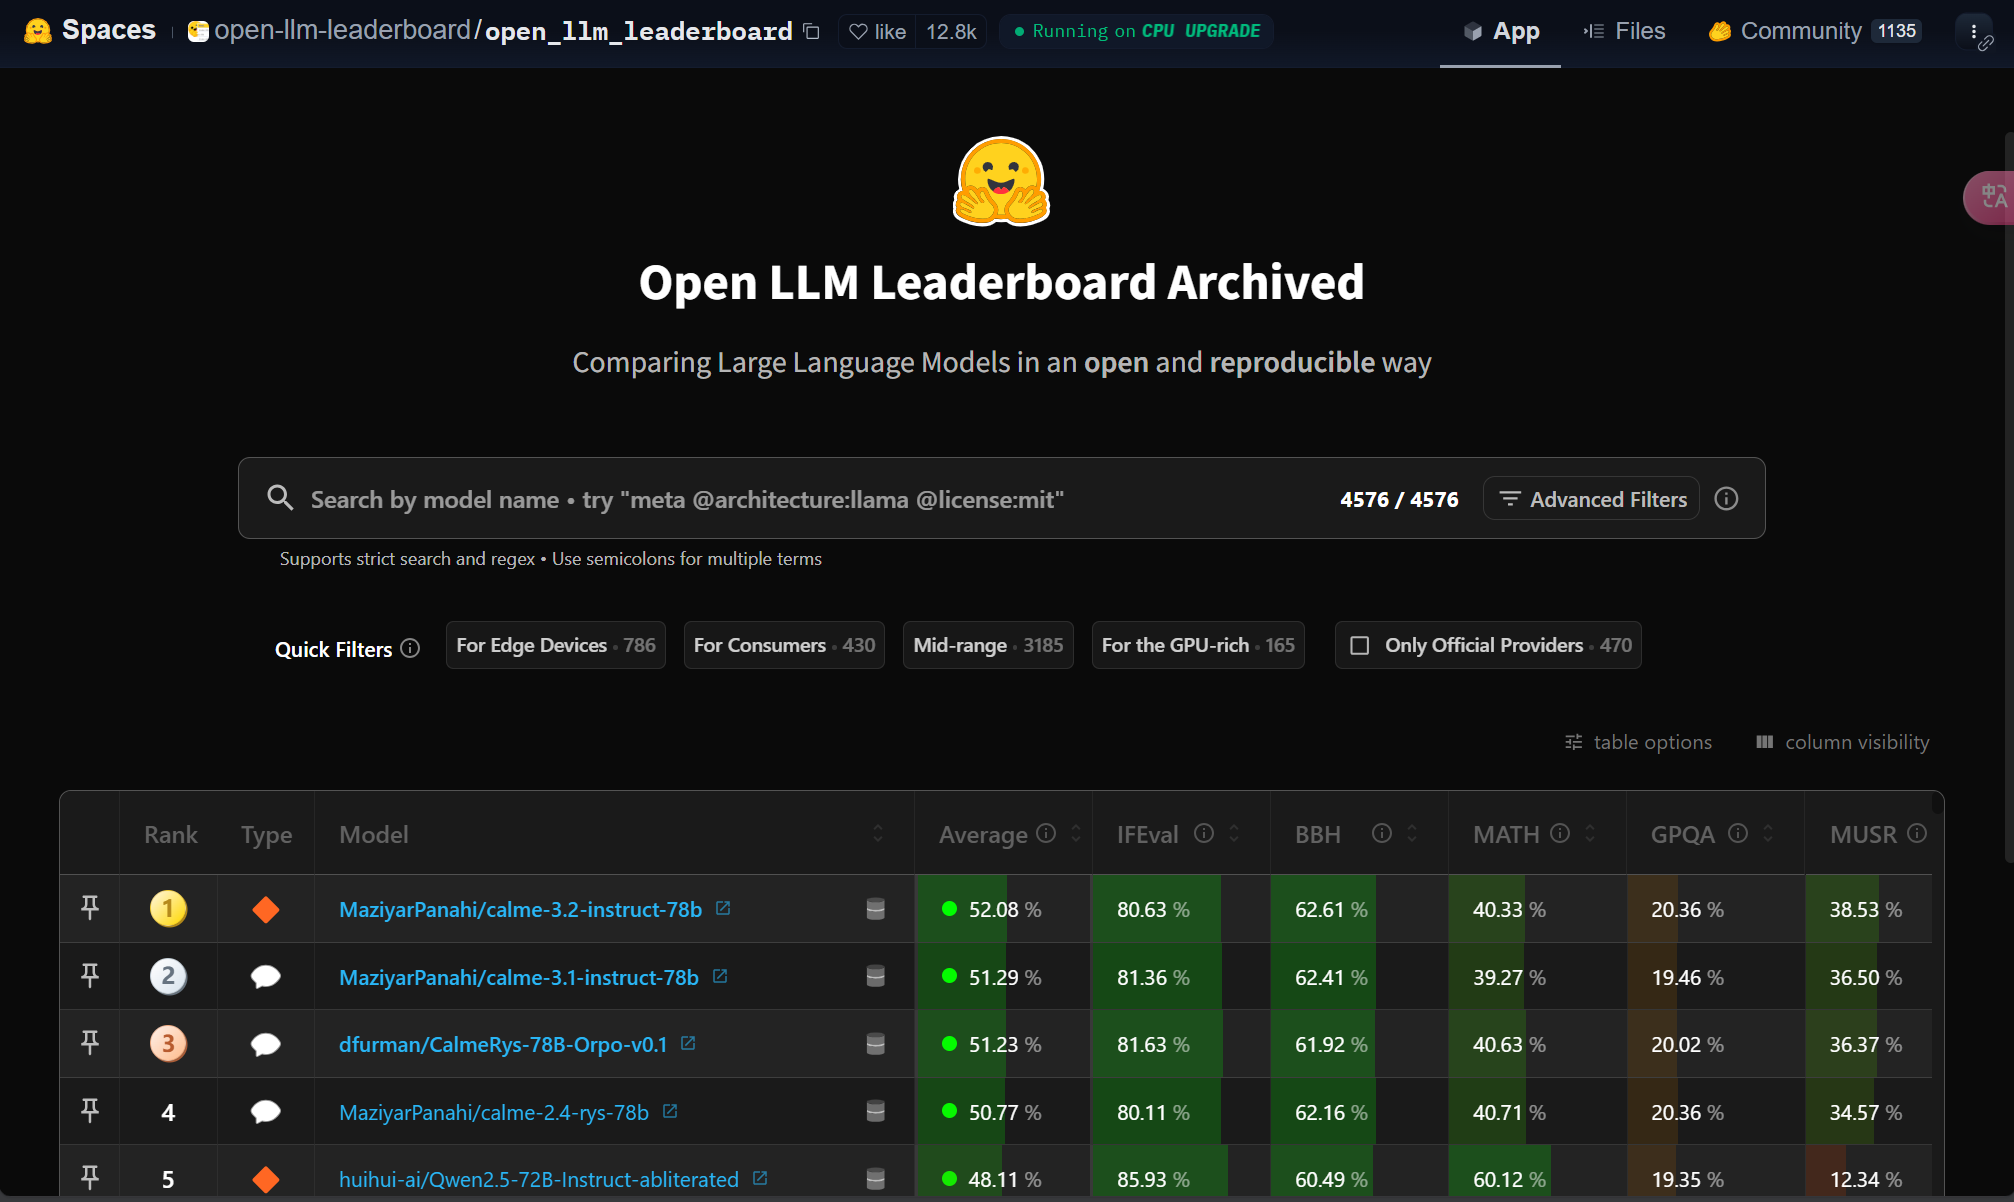 Spaces open-llm-leaderboard/open_llm_leaderboard like 12.8k Running on CPU UPGRADE App Files Community 1135
中A
Open LLM Leaderboard Archived
Comparing Large Language Models in an open and reproducible way
Search by model name • try "meta @architecture:llama @license:mit" 4576 / 4576 Advanced Filters
Supports strict search and regex • Use semicolons for multiple terms
Quick Filters For Edge Devices • 786 For Consumers • 430 Mid-range • 3185 For the GPU-rich • 165 Only Official Providers • 470
table options column visibility
Rank Type Model Average IFEval BBH MATH GPQA MUSR
1 MaziyarPanahi/calme-3.2-instruct-78b 52.08 % 80.63 % 62.61 % 40.33 % 20.36 % 38.53 %
2 MaziyarPanahi/calme-3.1-instruct-78b 51.29 % 81.36 % 62.41 % 39.27 % 19.46 % 36.50 %
3 dfurman/CalmeRys-78B-Orpo-v0.1 51.23 % 81.63 % 61.92 % 40.63 % 20.02 % 36.37 %
4 MaziyarPanahi/calme-2.4-rys-78b 50.77 % 80.11 % 62.16 % 40.71 % 20.36 % 34.57 %
5 huihui-ai/Qwen2.5-72B-Instruct-abliterated 48.11 % 85.93 % 60.49 % 60.12 % 19.35 % 12.34 %